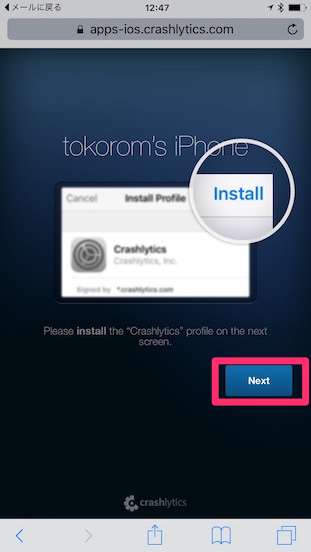 メールに戻る 12:47
apps-ios.crashlytics.com
tokorom's iPhone
Cancel Install Profile Install
Crashlytics
Crashlytics, Inc.
Signed by *.crashlytics.com
Please install the “Crashlytics” profile on the next
screen.
Next
crashlytics